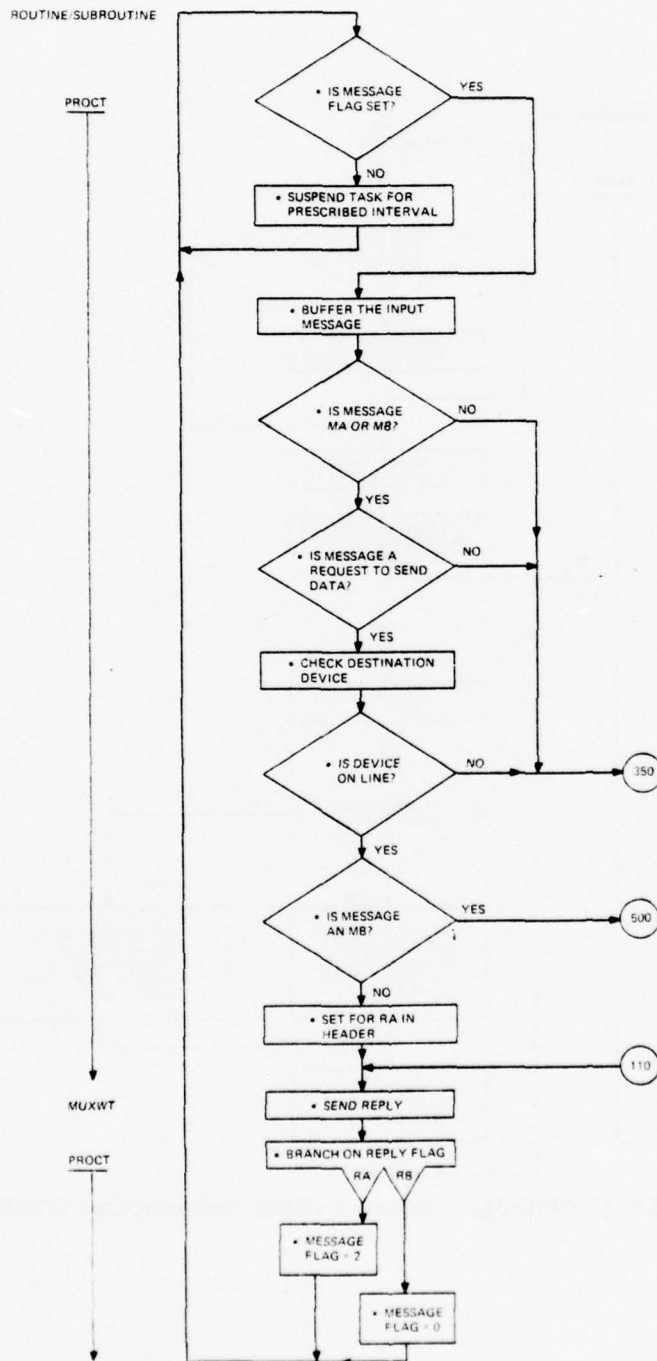 ROUTINE/SUBROUTINE
PROCT
• IS MESSAGE
FLAG SET?
YES
NO
• SUSPEND TASK FOR
PRESCRIBED INTERVAL
• BUFFER THE INPUT
MESSAGE
• IS MESSAGE
MA OR MB?
NO
YES
• IS MESSAGE A
REQUEST TO SEND
DATA?
NO
YES
• CHECK DESTINATION
DEVICE
• IS DEVICE
ON LINE?
NO
350
YES
• IS MESSAGE
AN MB?
YES
500
NO
• SET FOR RA IN
HEADER
110
MUXWT
• SEND REPLY
PROCT
• BRANCH ON REPLY FLAG
RA
RB
• MESSAGE
FLAG = 2
• MESSAGE
FLAG = 0